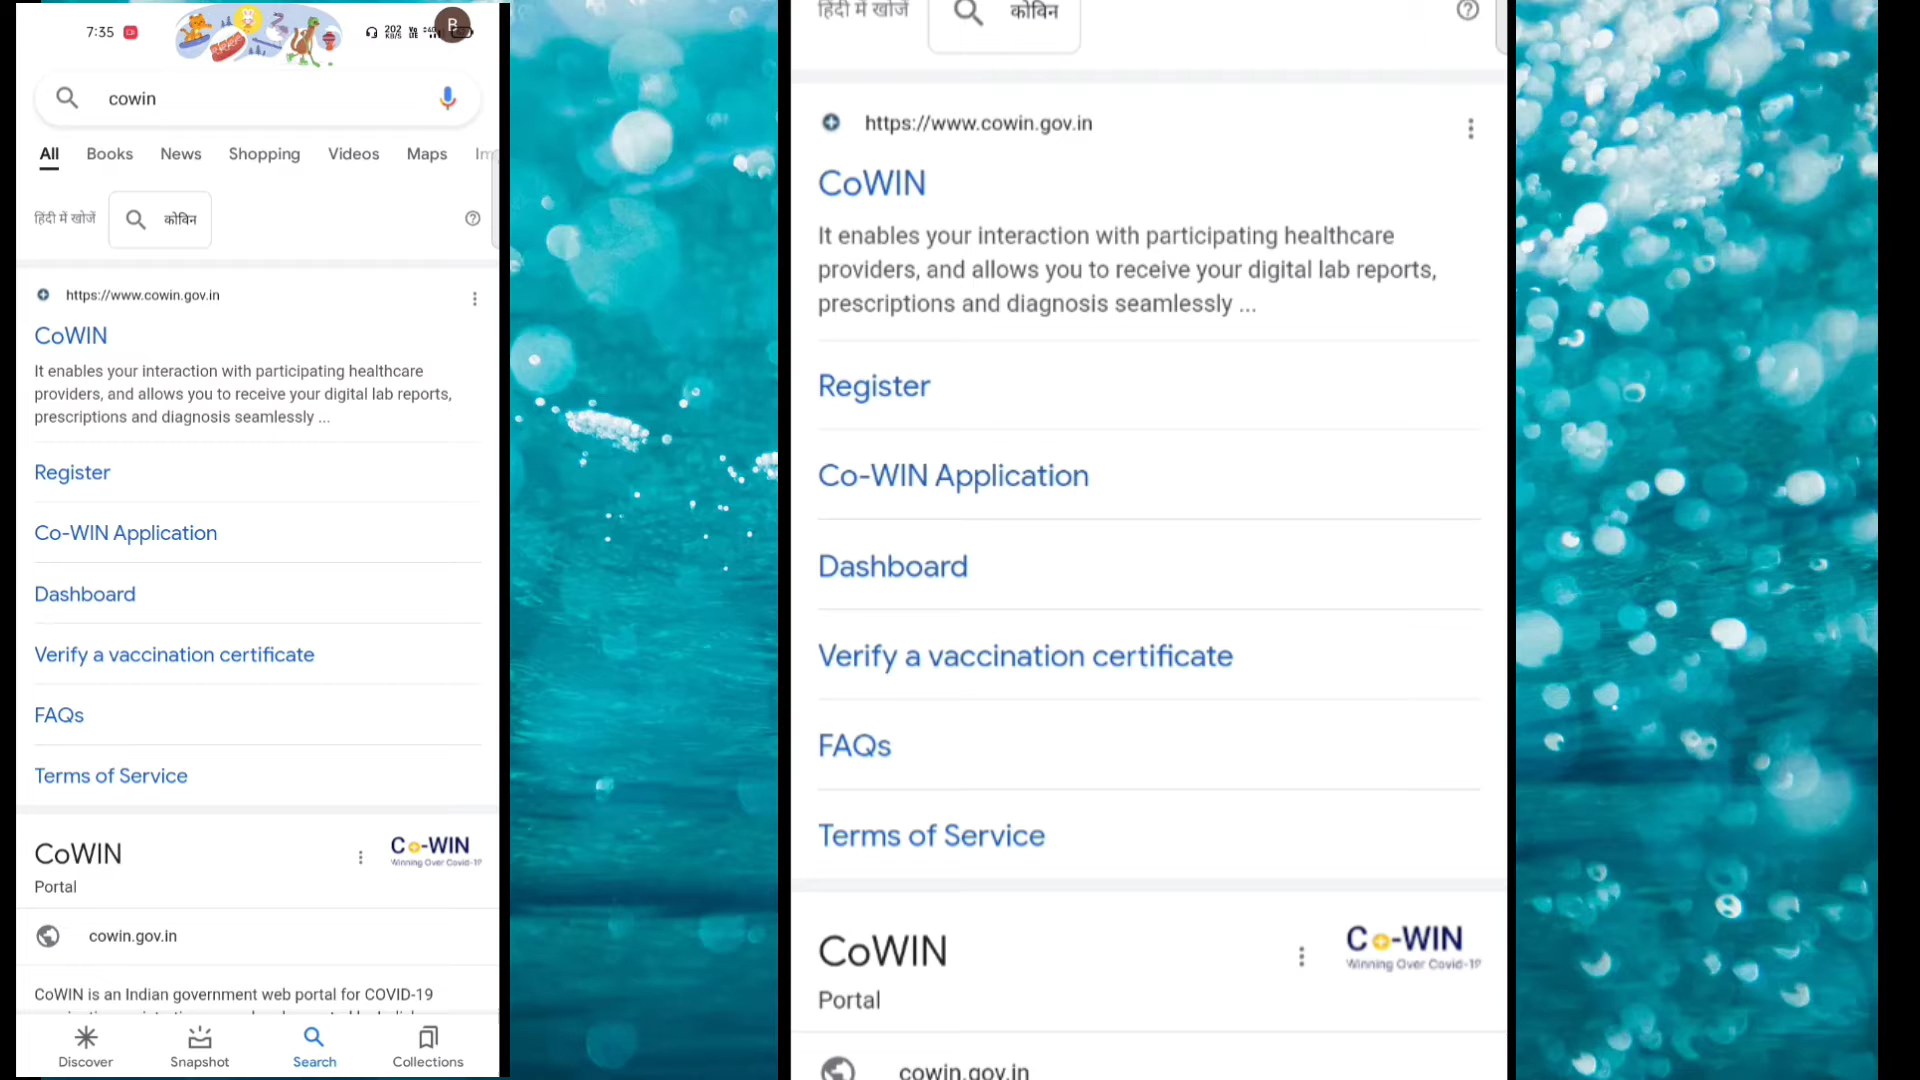 7:35
202
KB/S
B
cowin
All Books News Shopping Videos Maps
हिंदी में खोजें
कोविन
https://www.cowin.gov.in
CoWIN
It enables your interaction with participating healthcare
providers, and allows you to receive your digital lab reports,
prescriptions and diagnosis seamlessly ...
Register
Co-WIN Application
Dashboard
Verify a vaccination certificate
FAQs
Terms of Service
CoWIN
Portal
Co-WIN
Winning Over Covid-19
cowin.gov.in
CoWIN is an Indian government web portal for COVID-19
Discover Snapshot Search Collections
हिंदी में खोजें
कोविन
https://www.cowin.gov.in
CoWIN
It enables your interaction with participating healthcare
providers, and allows you to receive your digital lab reports,
prescriptions and diagnosis seamlessly ...
Register
Co-WIN Application
Dashboard
Verify a vaccination certificate
FAQs
Terms of Service
CoWIN
Portal
Co-WIN
Winning Over Covid-19
cowin.gov.in